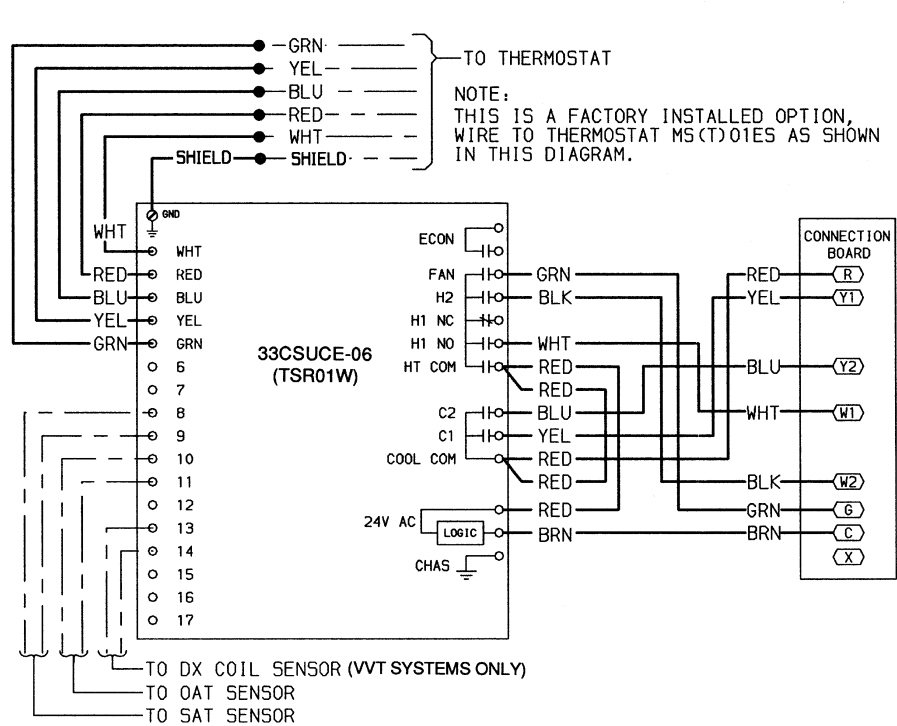 GRN
YEL
BLU
RED
WHT
SHIELD SHIELD
TO THERMOSTAT
NOTE:
THIS IS A FACTORY INSTALLED OPTION,
WIRE TO THERMOSTAT MS(T)01ES AS SHOWN
IN THIS DIAGRAM.
GND
WHT WHT
RED RED
BLU BLU
YEL YEL
GRN GRN
6
7
8
9
10
11
12
13
14
15
16
17
33CSUCE-06
(TSR01W)
ECON
FAN GRN
H2 BLK
H1 NC
H1 NO WHT
HT COM RED
RED
C2 BLU
C1 YEL
COOL COM RED
RED
24V AC RED
LOGIC BRN
CHAS
CONNECTION
BOARD
RED R
YEL Y1
BLU Y2
WHT W1
BLK W2
GRN G
BRN C
X
TO DX COIL SENSOR (VVT SYSTEMS ONLY)
TO OAT SENSOR
TO SAT SENSOR